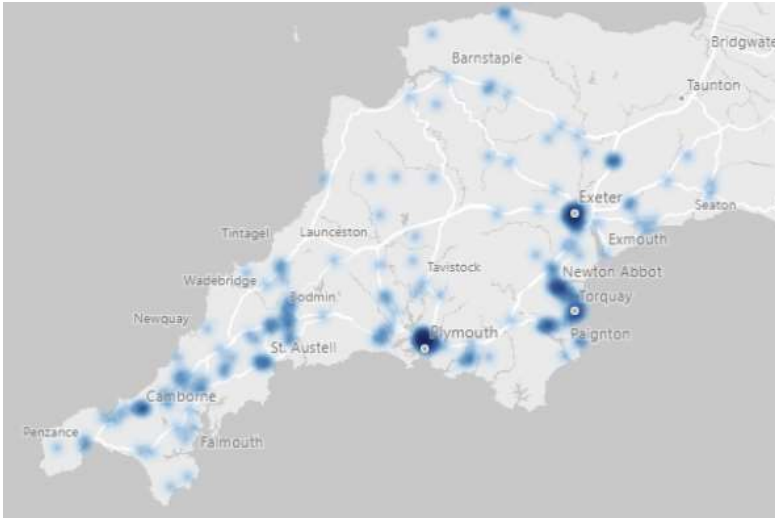 Bridgwate
Barnstaple
Taunton
Exeter
Seaton
Tintagel
Launceston
Exmouth
Tavistock
Newton Abbot
Wadebridge
Bodmin
Torquay
Newquay
Plymouth
Paignton
St. Austell
Camborne
Penzance
Falmouth